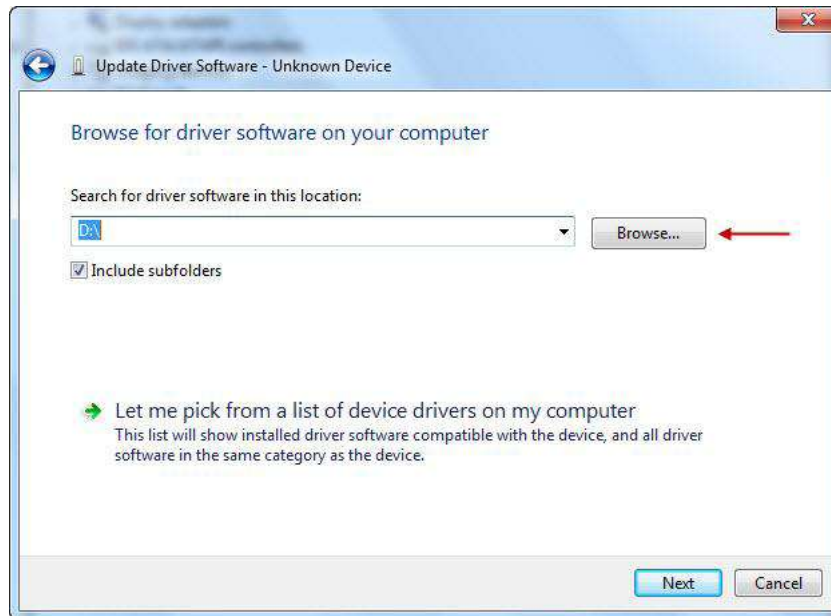 Update Driver Software - Unknown Device
Browse for driver software on your computer
Search for driver software in this location:
D:\
Browse...
Include subfolders
Let me pick from a list of device drivers on my computer
This list will show installed driver software compatible with the device, and all driver
software in the same category as the device.
Next
Cancel